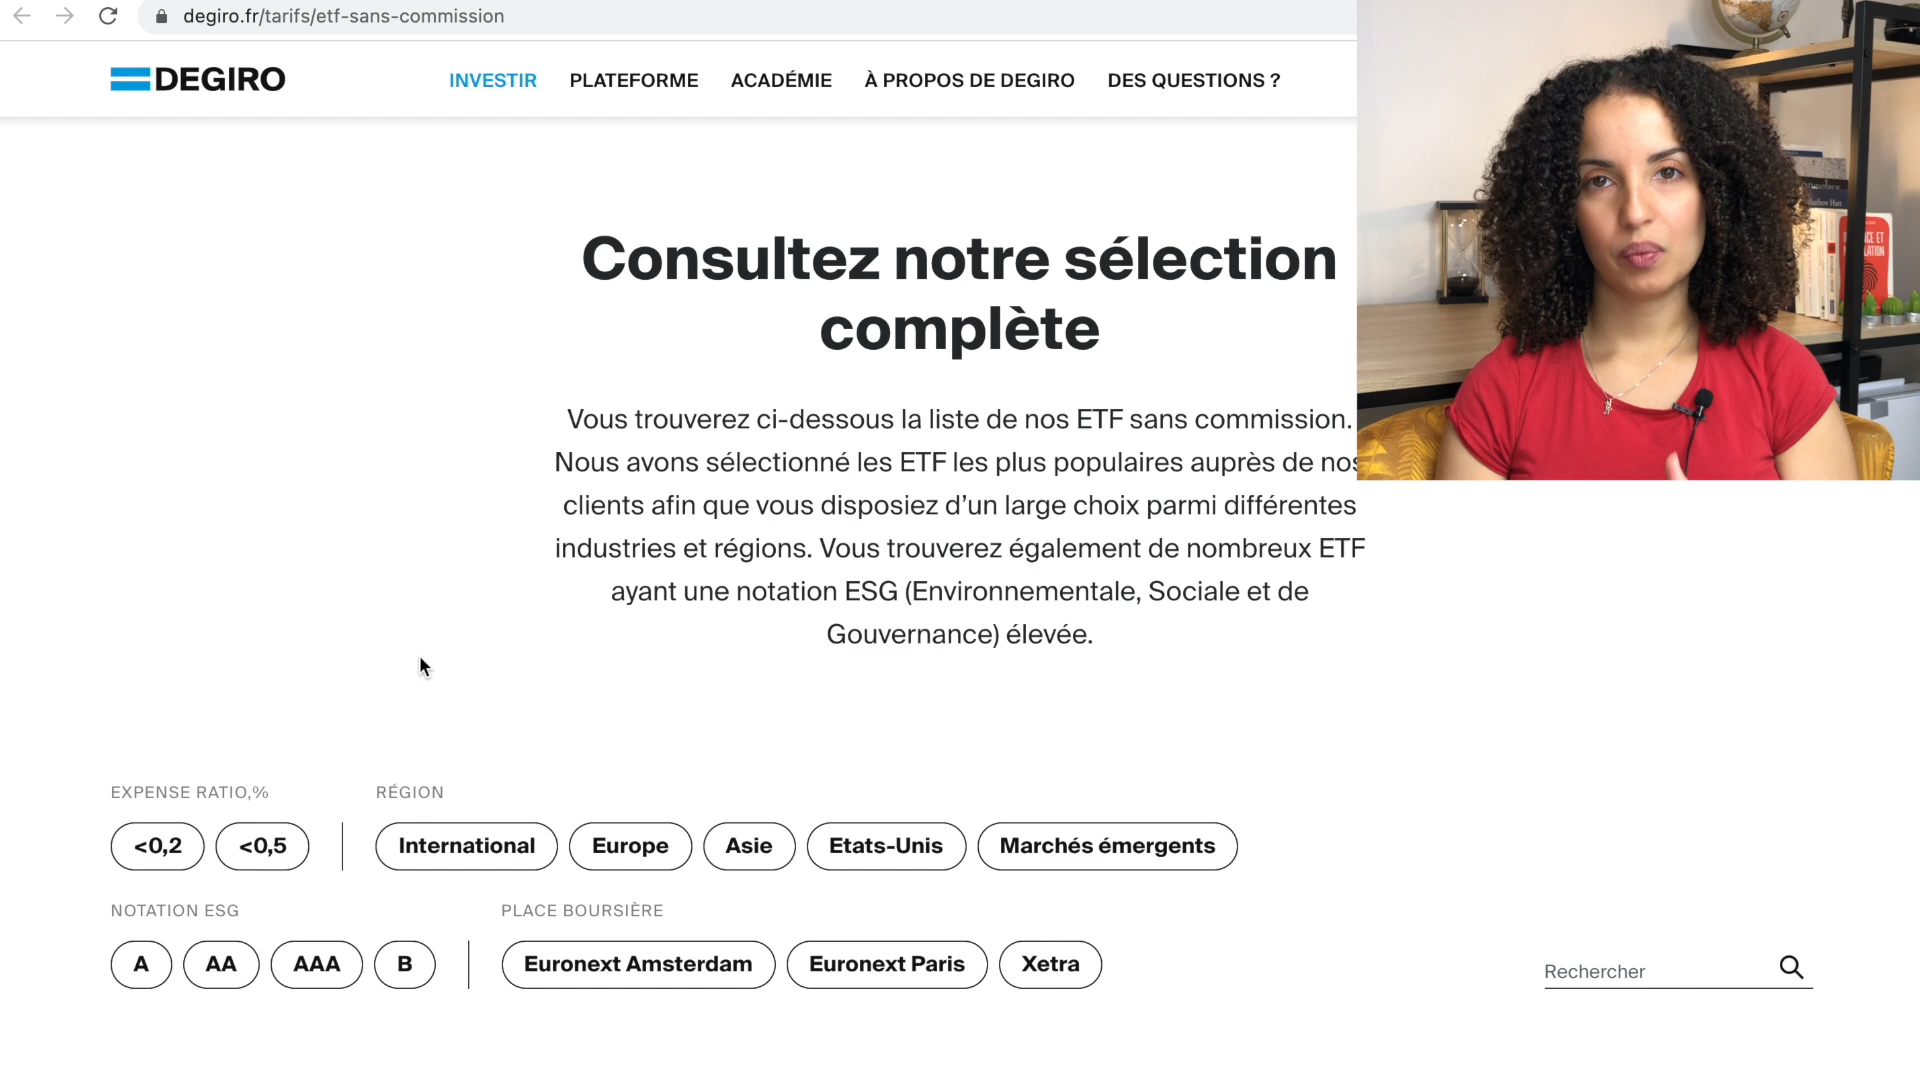 degiro.fr/tarifs/etf-sans-commission
DEGIRO
INVESTIR
PLATEFORME
ACADÉMIE
À PROPOS DE DEGIRO
DES QUESTIONS ?
Consultez notre sélection
complète
Vous trouverez ci-dessous la liste de nos ETF sans commission.
Nous avons sélectionné les ETF les plus populaires auprès de nos
clients afin que vous disposiez d’un large choix parmi différentes
industries et régions. Vous trouverez également de nombreux ETF
ayant une notation ESG (Environnementale, Sociale et de
Gouvernance) élevée.
EXPENSE RATIO,%
<0,2
<0,5
RÉGION
International
Europe
Asie
Etats-Unis
Marchés émergents
NOTATION ESG
A
AA
AAA
B
PLACE BOURSIÈRE
Euronext Amsterdam
Euronext Paris
Xetra
Rechercher